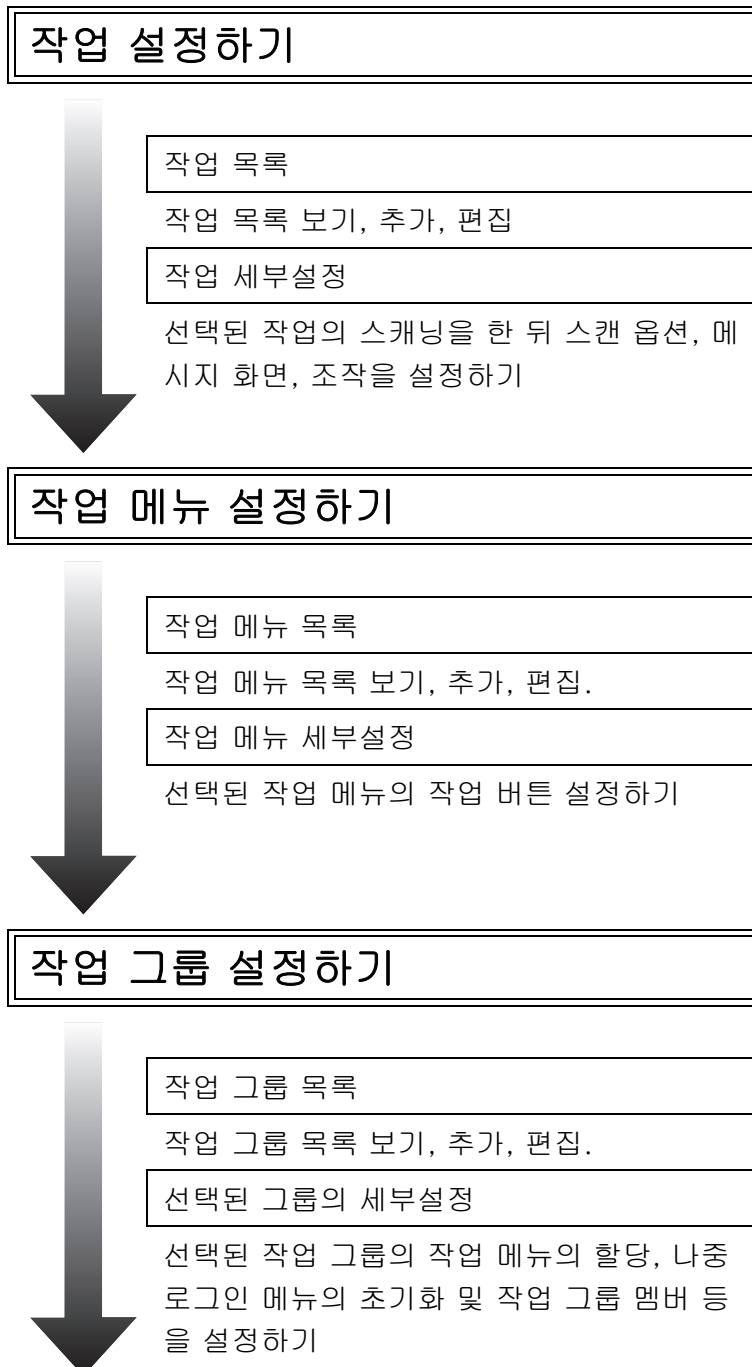 작업 설정하기
작업 목록
작업 목록 보기, 추가, 편집
작업 세부설정
선택된 작업의 스캐닝을 한 뒤 스캔 옵션, 메
시지 화면, 조작을 설정하기
작업 메뉴 설정하기
작업 메뉴 목록
작업 메뉴 목록 보기, 추가, 편집.
작업 메뉴 세부설정
선택된 작업 메뉴의 작업 버튼 설정하기
작업 그룹 설정하기
작업 그룹 목록
작업 그룹 목록 보기, 추가, 편집.
선택된 그룹의 세부설정
선택된 작업 그룹의 작업 메뉴의 할당, 나중
로그인 메뉴의 초기화 및 작업 그룹 멤버 등
을 설정하기